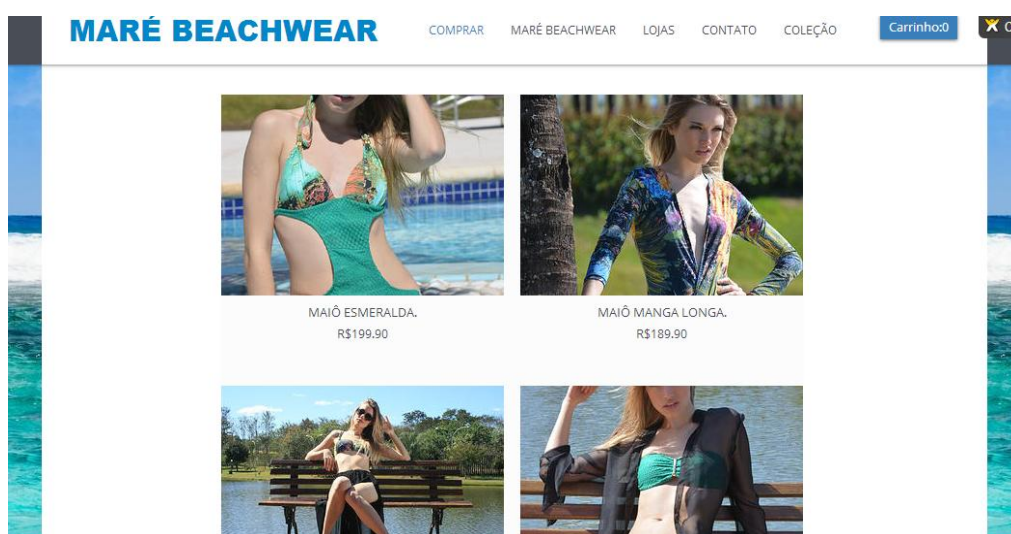 MARÉ BEACHWEAR
COMPRAR MARÉ BEACHWEAR LOJAS CONTATO COLEÇÃO
Carrinho:0
MAIÔ ESMERALDA.
R$199.90
MAIÔ MANGA LONGA.
R$189.90